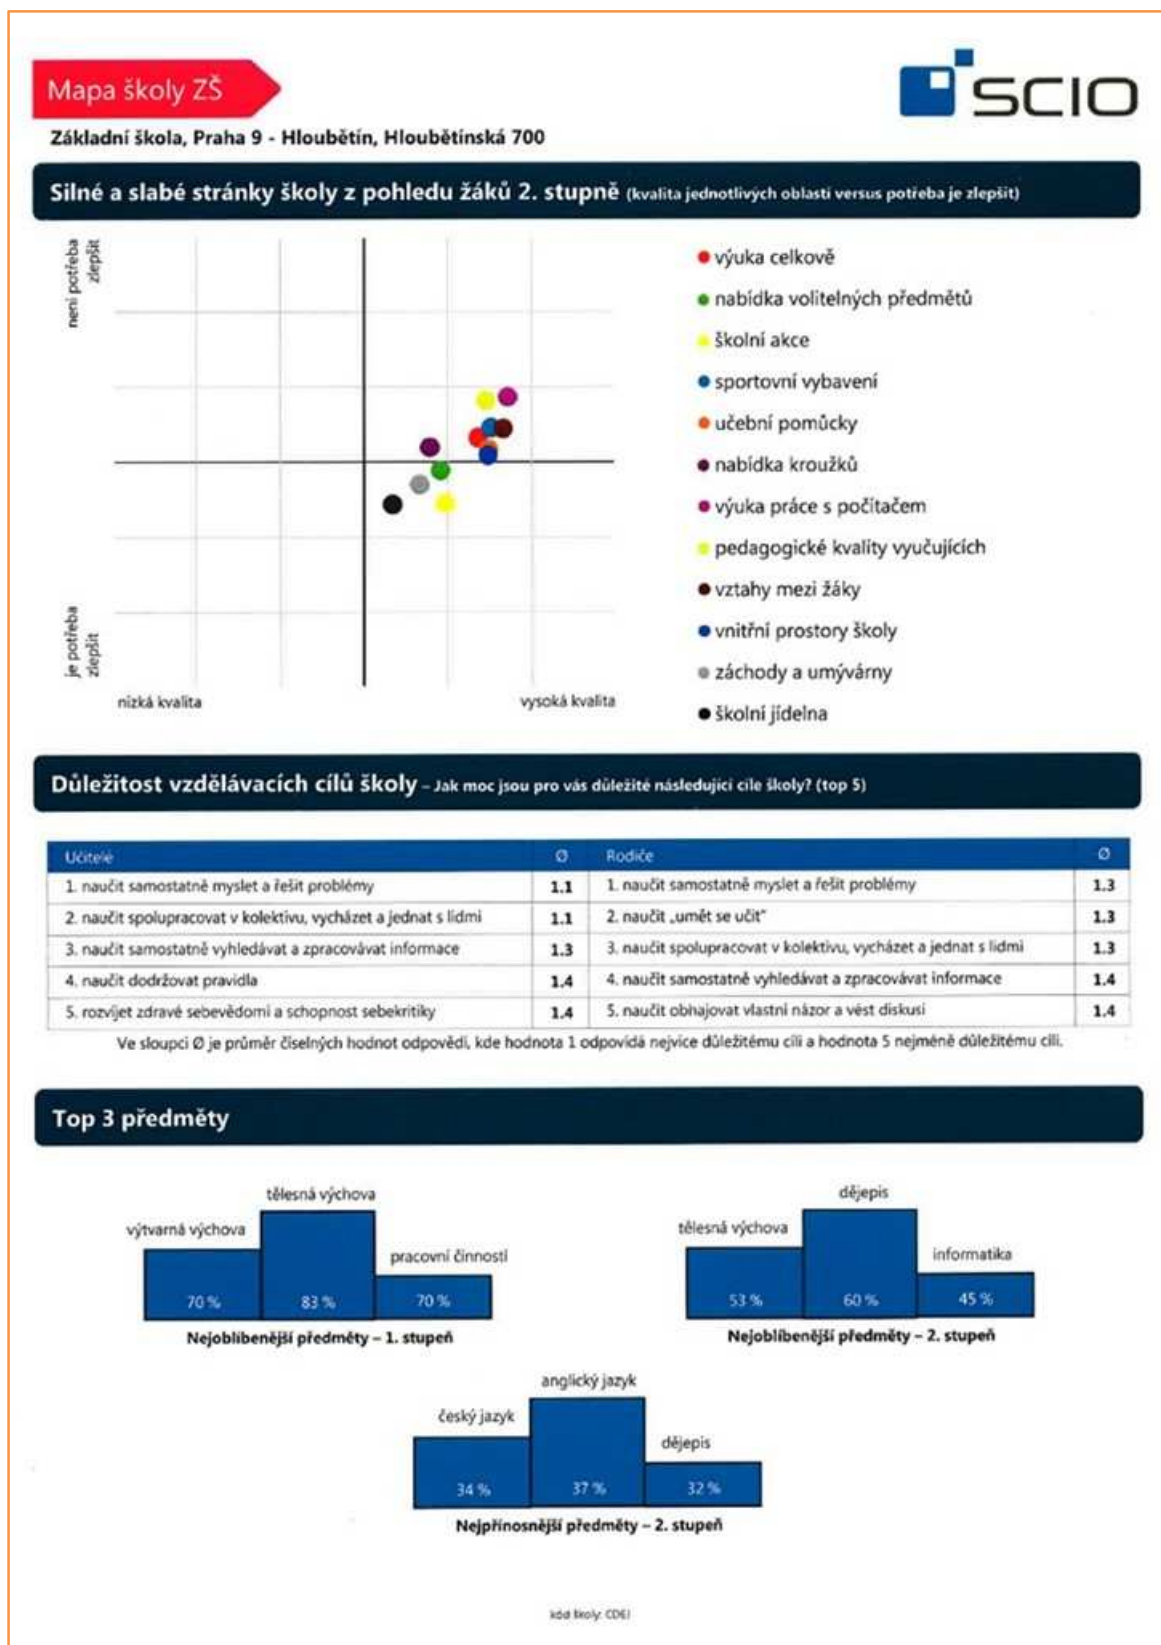 Mapa školy ZŠ
SCIO
Základní škola, Praha 9 - Hloubětín, Hloubětínská 700
Silné a slabé stránky školy z pohledu žáků 2. stupně (kvalita jednotlivých oblastí versus potřeba je zlepšit)
není potřeba
zlepšit
je potřeba
zlepšit
nízká kvalita
vysoká kvalita
výuka celkově
nabídka volitelných předmětů
školní akce
sportovní vybavení
učební pomůcky
nabídka kroužků
výuka práce s počítačem
pedagogické kvality vyučujících
vztahy mezi žáky
vnitřní prostory školy
záchody a umývárny
školní jídelna
Důležitost vzdělávacích cílů školy – Jak moc jsou pro vás důležité následující cíle školy? (top 5)
Učitelé Ø Rodiče Ø
1. naučit samostatně myslet a řešit problémy 1.1 1. naučit samostatně myslet a řešit problémy 1.3
2. naučit spolupracovat v kolektivu, vycházet a jednat s lidmi 1.1 2. naučit „umět se učit" 1.3
3. naučit samostatně vyhledávat a zpracovávat informace 1.3 3. naučit spolupracovat v kolektivu, vycházet a jednat s lidmi 1.3
4. naučit dodržovat pravidla 1.4 4. naučit samostatně vyhledávat a zpracovávat informace 1.4
5. rozvíjet zdravé sebevědomí a schopnost sebekritiky 1.4 5. naučit obhajovat vlastní názor a vést diskusi 1.4
Ve sloupci Ø je průměr číselných hodnot odpovědí, kde hodnota 1 odpovídá nejvíce důležitému cíli a hodnota 5 nejméně důležitému cíli.
Top 3 předměty
tělesná výchova
výtvarná výchova
pracovní činnosti
70 % 83 % 70 %
Nejoblíbenější předměty – 1. stupeň
dějepis
tělesná výchova
informatika
53 % 60 % 45 %
Nejoblíbenější předměty – 2. stupeň
anglický jazyk
český jazyk
dějepis
34 % 37 % 32 %
Nejpřínosnější předměty – 2. stupeň
kód školy: CDEJ